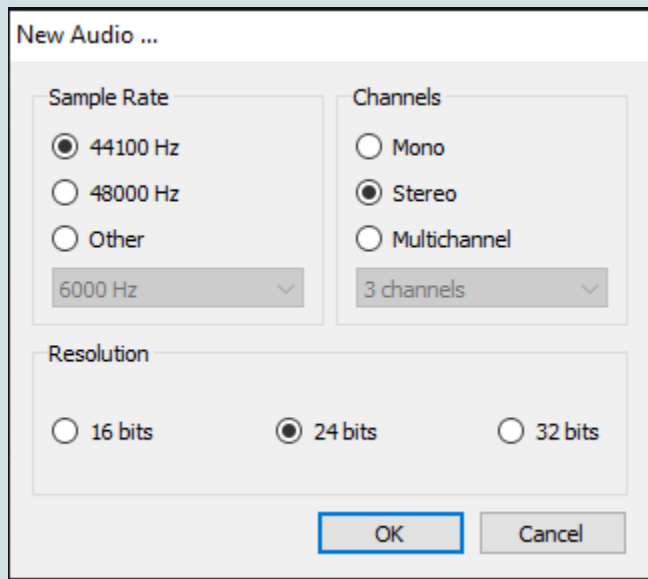 New Audio ...
Sample Rate
44100 Hz
48000 Hz
Other
6000 Hz
Channels
Mono
Stereo
Multichannel
3 channels
Resolution
16 bits
24 bits
32 bits
OK
Cancel